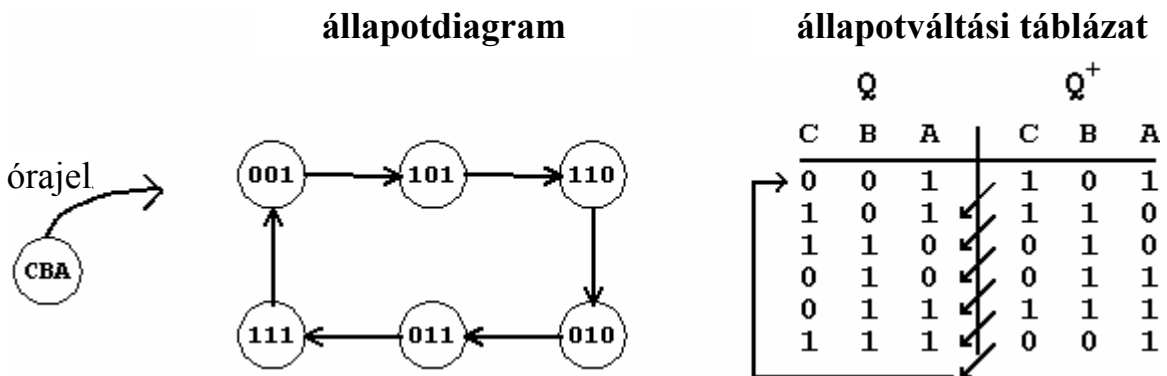 állapotdiagram
állapotváltási táblázat
Q Q+
C B A C B A
órajel
CBA
001 101 110
111 011 010
0 0 1 1 0 1
1 0 1 1 1 0
1 1 0 0 1 0
0 1 0 0 1 1
0 1 1 1 1 1
1 1 1 0 0 1